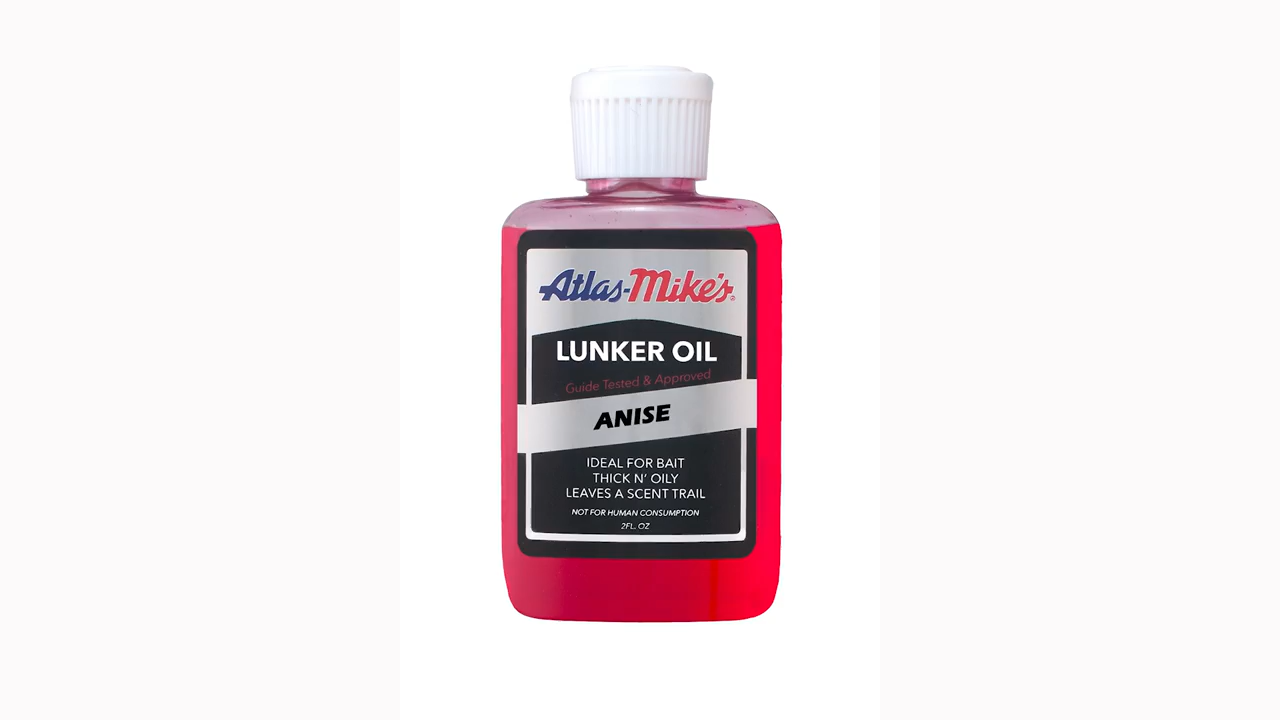 Atlas-Mike's®
LUNKER OIL
Guide Tested & Approved
ANISE
IDEAL FOR BAIT
THICK N' OILY
LEAVES A SCENT TRAIL
NOT FOR HUMAN CONSUMPTION
2FL. OZ